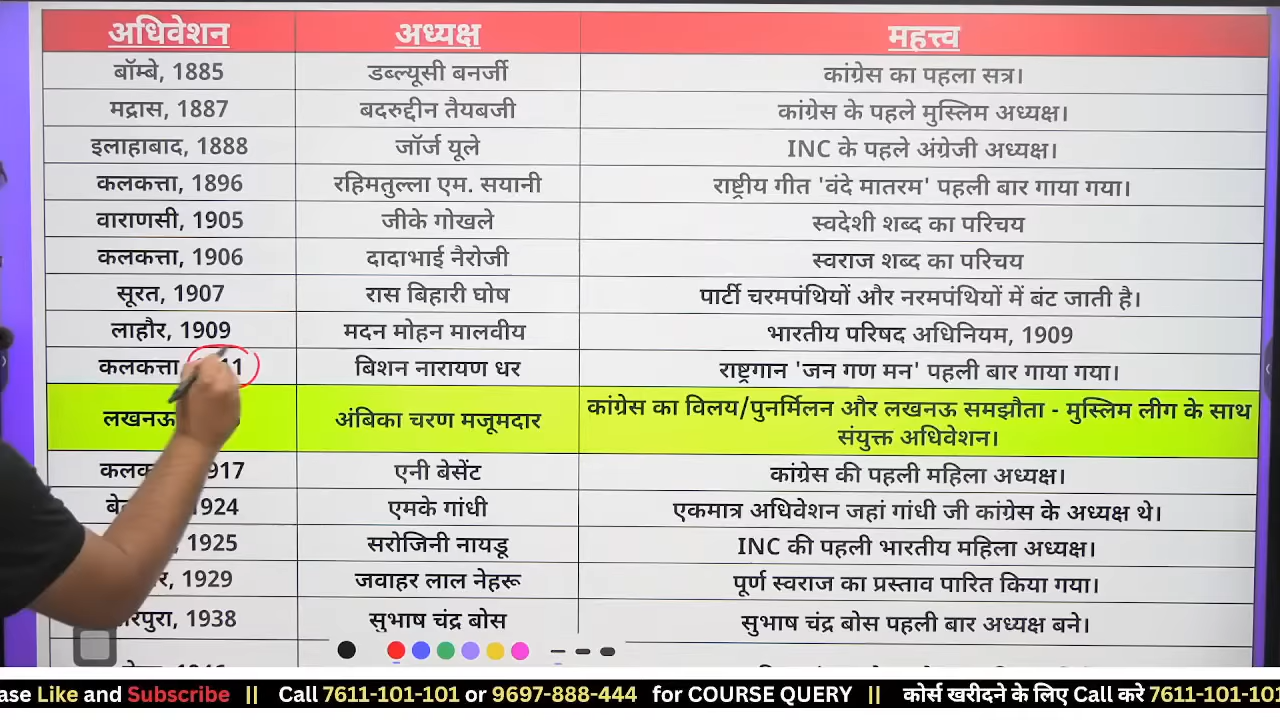 अधिवेशन अध्यक्ष महत्त्व
बॉम्बे, 1885 डब्ल्यूसी बनर्जी कांग्रेस का पहला सत्र।
मद्रास, 1887 बदरुद्दीन तैयबजी कांग्रेस के पहले मुस्लिम अध्यक्ष।
इलाहाबाद, 1888 जॉर्ज यूले INC के पहले अंग्रेजी अध्यक्ष।
कलकत्ता, 1896 रहिमतुल्ला एम. सयानी राष्ट्रीय गीत 'वंदे मातरम' पहली बार गाया गया।
वाराणसी, 1905 जीके गोखले स्वदेशी शब्द का परिचय
कलकत्ता, 1906 दादाभाई नैरोजी स्वराज शब्द का परिचय
सूरत, 1907 रास बिहारी घोष पार्टी चरमपंथियों और नरमपंथियों में बंट जाती है।
लाहौर, 1909 मदन मोहन मालवीय भारतीय परिषद अधिनियम, 1909
कलकत्ता बिशन नारायण धर राष्ट्रगान 'जन गण मन' पहली बार गाया गया।
लखनऊ अंबिका चरण मजूमदार कांग्रेस का विलय/पुनर्मिलन और लखनऊ समझौता - मुस्लिम लीग के साथ
संयुक्त अधिवेशन।
एनी बेसेंट कांग्रेस की पहली महिला अध्यक्ष।
1924 एमके गांधी एकमात्र अधिवेशन जहां गांधी जी कांग्रेस के अध्यक्ष थे।
1925 सरोजिनी नायडू INC की पहली भारतीय महिला अध्यक्ष।
1929 जवाहर लाल नेहरू पूर्ण स्वराज का प्रस्ताव पारित किया गया।
1938 सुभाष चंद्र बोस सुभाष चंद्र बोस पहली बार अध्यक्ष बने।
Like and Subscribe || Call 7611-101-101 or 9697-888-444 for COURSE QUERY || कोर्स खरीदने के लिए Call करे 7611-101-101